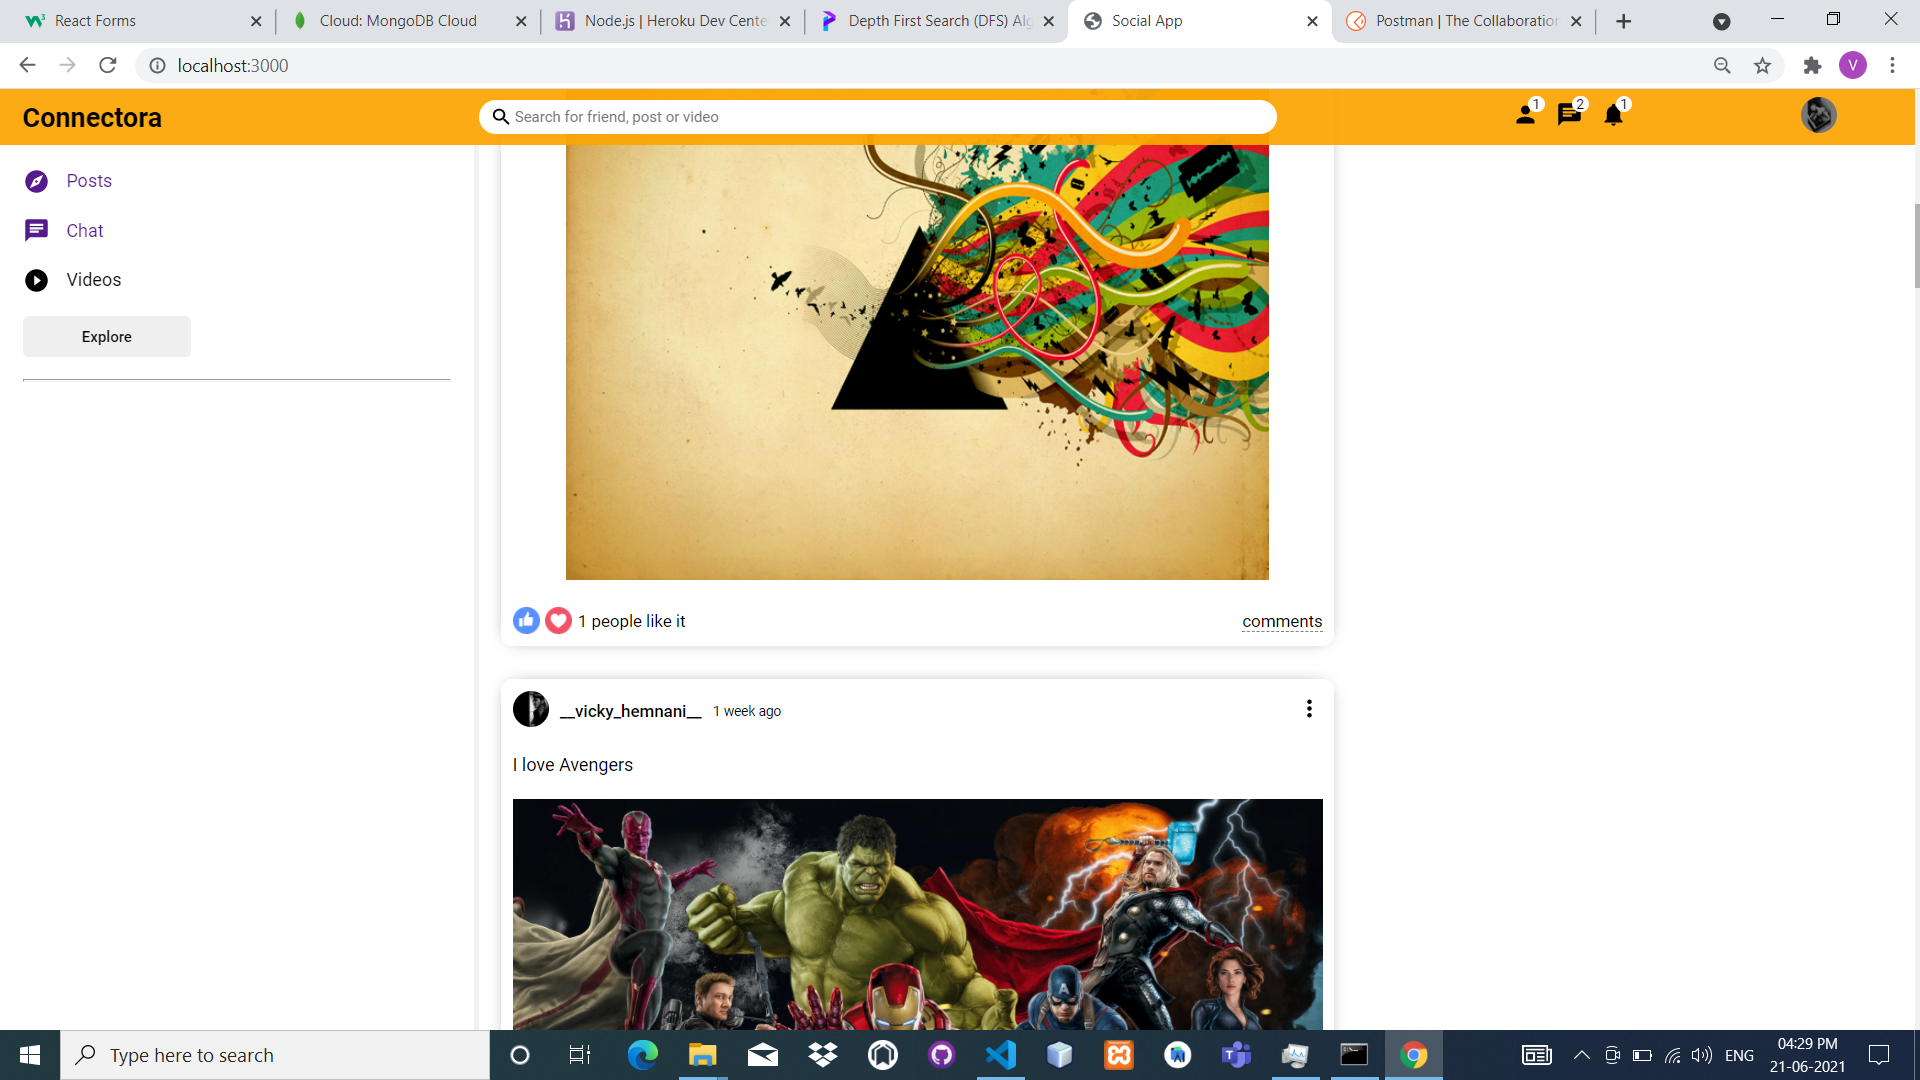 React Forms
Cloud: MongoDB Cloud
Node.js | Heroku Dev Cente
Depth First Search (DFS) Alg
Social App
Postman | The Collaboration
localhost:3000
V
Connectora
Search for friend, post or video
1
2
1
Posts
Chat
Videos
Explore
1 people like it
comments
__vicky_hemnani__ 1 week ago
I love Avengers
Type here to search
ENG
04:29 PM
21-06-2021